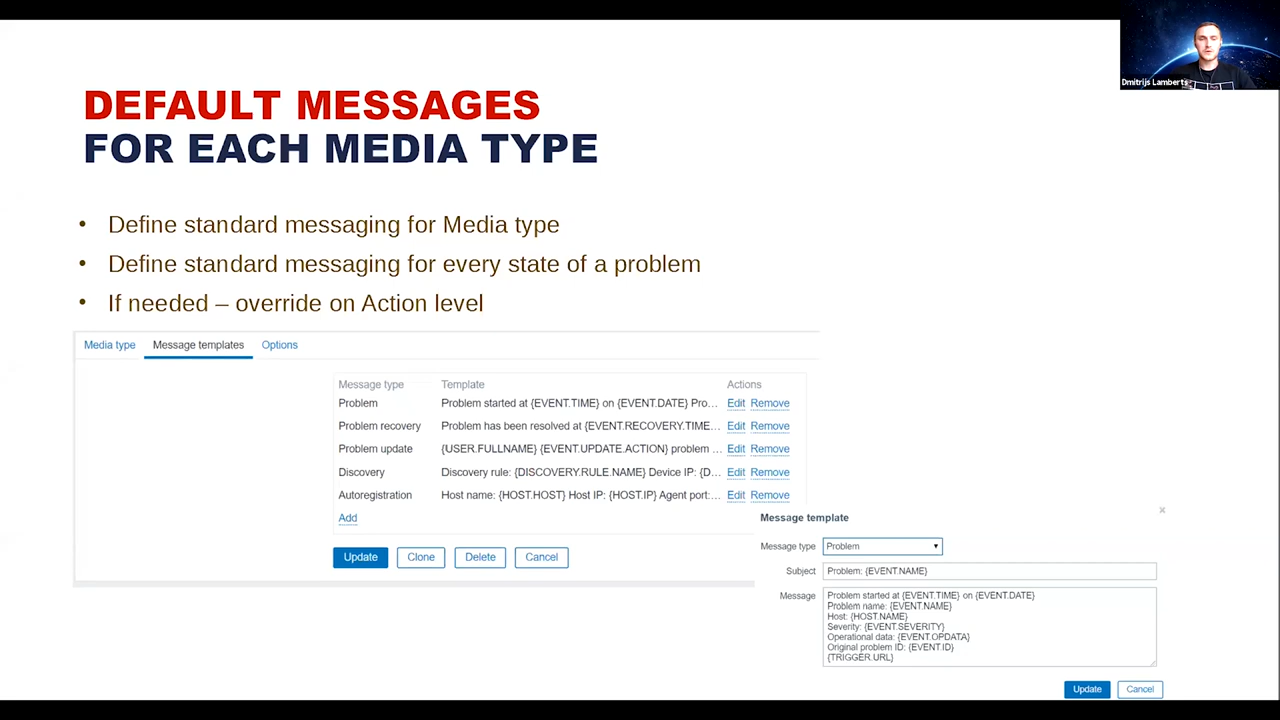 Dmitrijs Lamberts
DEFAULT MESSAGES
FOR EACH MEDIA TYPE
• Define standard messaging for Media type
• Define standard messaging for every state of a problem
• If needed – override on Action level
Media type Message templates Options
Message type Template Actions
Problem Problem started at {EVENT.TIME} on {EVENT.DATE} Pro... Edit Remove
Problem recovery Problem has been resolved at {EVENT.RECOVERY.TIME... Edit Remove
Problem update {USER.FULLNAME} {EVENT.UPDATE.ACTION} problem ... Edit Remove
Discovery Discovery rule: {DISCOVERY.RULE.NAME} Device IP: {D... Edit Remove
Autoregistration Host name: {HOST.HOST} Host IP: {HOST.IP} Agent port:... Edit Remove
Add
Update Clone Delete Cancel
Message template
Message type Problem
Subject Problem: {EVENT.NAME}
Message Problem started at {EVENT.TIME} on {EVENT.DATE}
Problem name: {EVENT.NAME}
Host: {HOST.NAME}
Severity: {EVENT.SEVERITY}
Operational data: {EVENT.OPDATA}
Original problem ID: {EVENT.ID}
{TRIGGER.URL}
Update Cancel